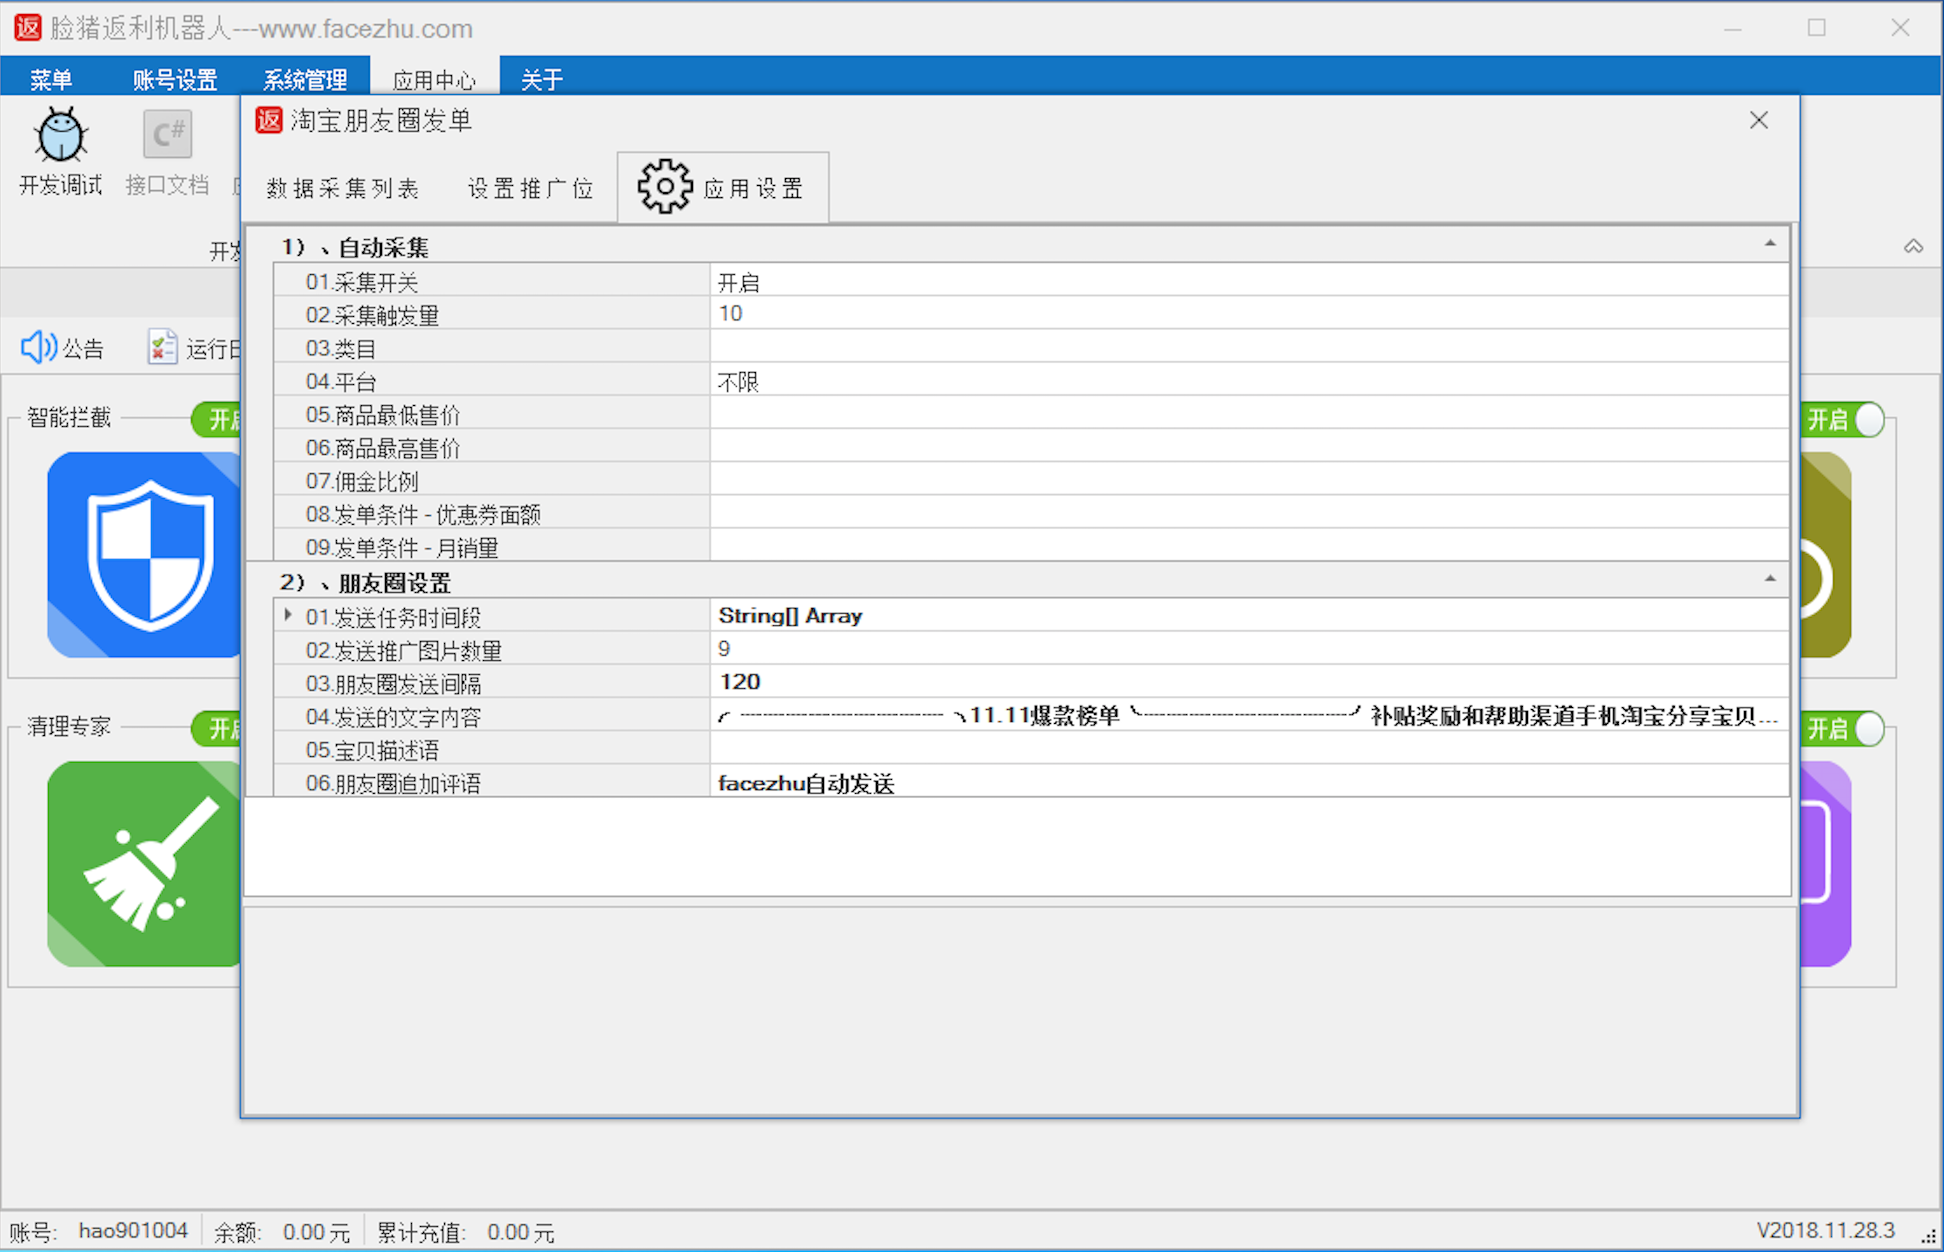 返 脸猪返利机器人---www.facezhu.com
菜单 账号设置 系统管理 应用中心 关于
C#
开发调试 接口文档
开发
返 淘宝朋友圈发单
数据采集列表 设置推广位 应用设置
公告 运行日
智能拦截 开启
开启
清理专家 开启
开启
1）、自动采集
01.采集开关 开启
02.采集触发量 10
03.类目
04.平台 不限
05.商品最低售价
06.商品最高售价
07.佣金比例
08.发单条件 - 优惠券面额
09.发单条件 - 月销量
2）、朋友圈设置
01.发送任务时间段 String[] Array
02.发送推广图片数量 9
03.朋友圈发送间隔 120
04.发送的文字内容 ╭ ┈┈┈┈┈┈┈┈ ╮11.11爆款榜单 ╰┈┈┈┈┈┈┈┈╯ 补贴奖励和帮助渠道手机淘宝分享宝贝...
05.宝贝描述语
06.朋友圈追加评语 facezhu自动发送
账号: hao901004 余额: 0.00 元 累计充值: 0.00 元 V2018.11.28.3